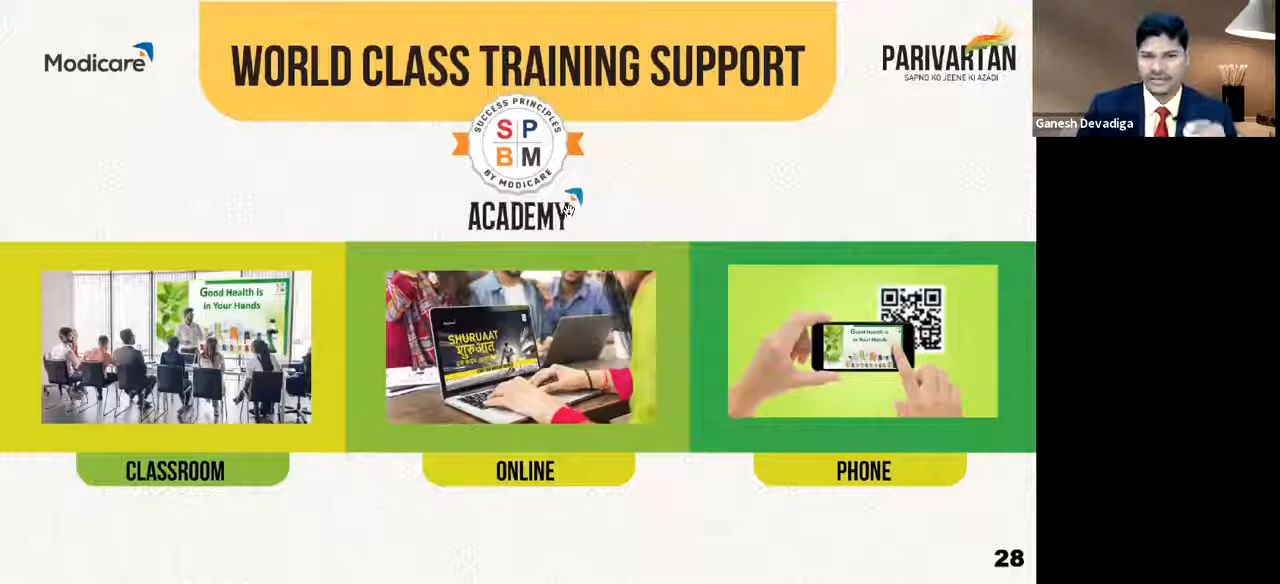 Modicare
WORLD CLASS TRAINING SUPPORT
PARIVARTAN
SAPNO KO JEENE KI AZADI
Ganesh Devadiga
SUCCESS PRINCIPLES
S P
B M
BY MODICARE
ACADEMY
Good Health is
in Your Hands
SHURUAAT
शुरुआत
Good Health is
in Your Hands
CLASSROOM
ONLINE
PHONE
28